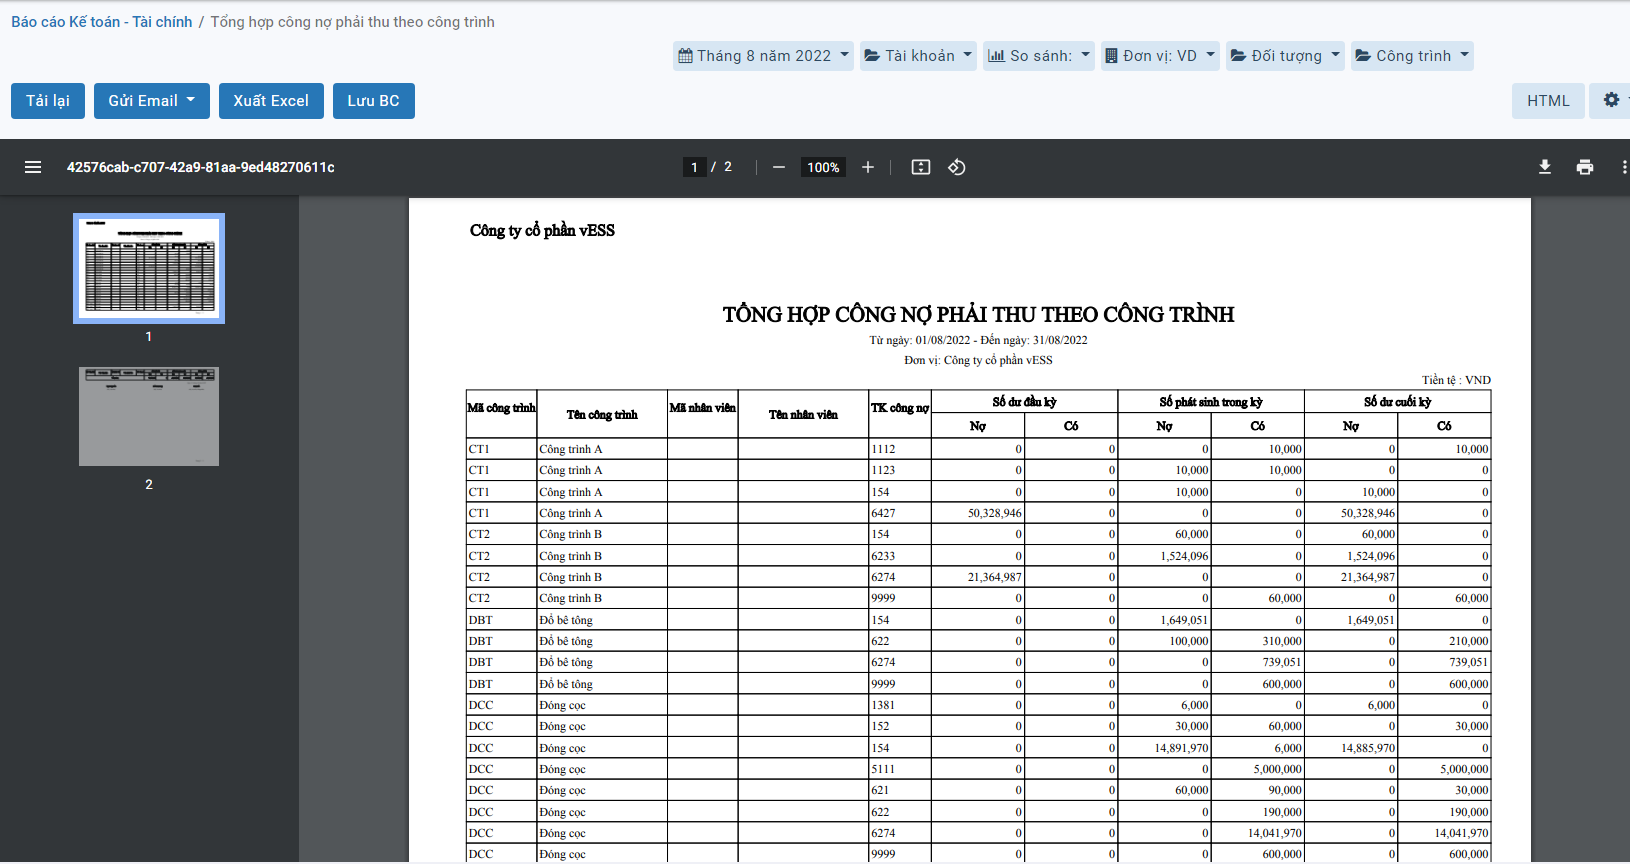 Báo cáo Kế toán - Tài chính / Tổng hợp công nợ phải thu theo công trình
Tháng 8 năm 2022 Tài khoản So sánh: Đơn vị: VD Đối tượng Công trình
Tải lại Gửi Email Xuất Excel Lưu BC HTML
42576cab-c707-42a9-81aa-9ed48270611c 1 / 2 100%
1
2
Công ty cổ phần vESS
TỔNG HỢP CÔNG NỢ PHẢI THU THEO CÔNG TRÌNH
Từ ngày: 01/08/2022 - Đến ngày: 31/08/2022
Đơn vị: Công ty cổ phần vESS
Tiền tệ : VND
Mã công trình Tên công trình Mã nhân viên Tên nhân viên TK công nợ Số dư đầu kỳ Số phát sinh trong kỳ Số dư cuối kỳ
Nợ Có Nợ Có Nợ Có
CT1 Công trình A 1112 0 0 0 10,000 0 10,000
CT1 Công trình A 1123 0 0 10,000 10,000 0 0
CT1 Công trình A 154 0 0 10,000 0 10,000 0
CT1 Công trình A 6427 50,328,946 0 0 0 50,328,946 0
CT2 Công trình B 154 0 0 60,000 0 60,000 0
CT2 Công trình B 6233 0 0 1,524,096 0 1,524,096 0
CT2 Công trình B 6274 21,364,987 0 0 0 21,364,987 0
CT2 Công trình B 9999 0 0 0 60,000 0 60,000
DBT Đổ bê tông 154 0 0 1,649,051 0 1,649,051 0
DBT Đổ bê tông 622 0 0 100,000 310,000 0 210,000
DBT Đổ bê tông 6274 0 0 0 739,051 0 739,051
DBT Đổ bê tông 9999 0 0 0 600,000 0 600,000
DCC Đóng cọc 1381 0 0 6,000 0 6,000 0
DCC Đóng cọc 152 0 0 30,000 60,000 0 30,000
DCC Đóng cọc 154 0 0 14,891,970 6,000 14,885,970 0
DCC Đóng cọc 5111 0 0 0 5,000,000 0 5,000,000
DCC Đóng cọc 621 0 0 60,000 90,000 0 30,000
DCC Đóng cọc 622 0 0 0 190,000 0 190,000
DCC Đóng cọc 6274 0 0 0 14,041,970 0 14,041,970
DCC Đóng cọc 9999 0 0 0 600,000 0 600,000